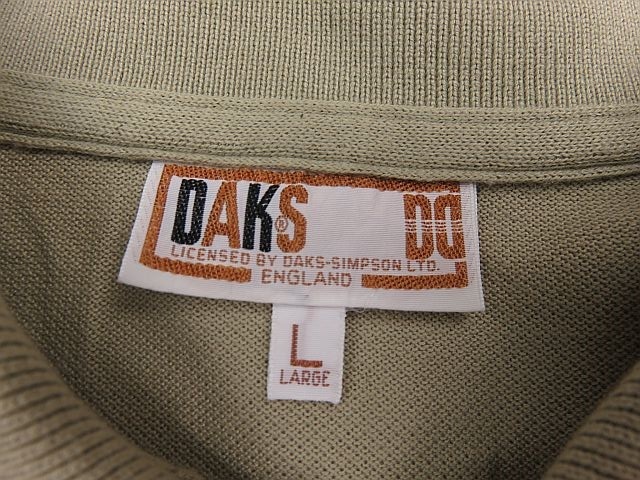 DAKS® DD
LICENSED BY DAKS-SIMPSON LTD.
ENGLAND
L
LARGE